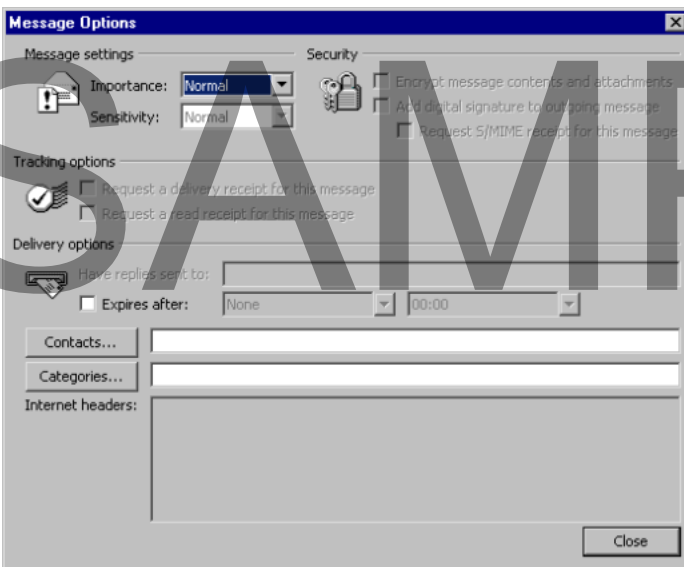 Message Options
Message settings
Security
Importance: Normal
Sensitivity: Normal
Encrypt message contents and attachments
Add digital signature to outgoing message
Request S/MIME receipt for this message
Tracking options
Request a delivery receipt for this message
Request a read receipt for this message
Delivery options
Have replies sent to:
Expires after: None 00:00
Contacts...
Categories...
Internet headers:
Close
SAM